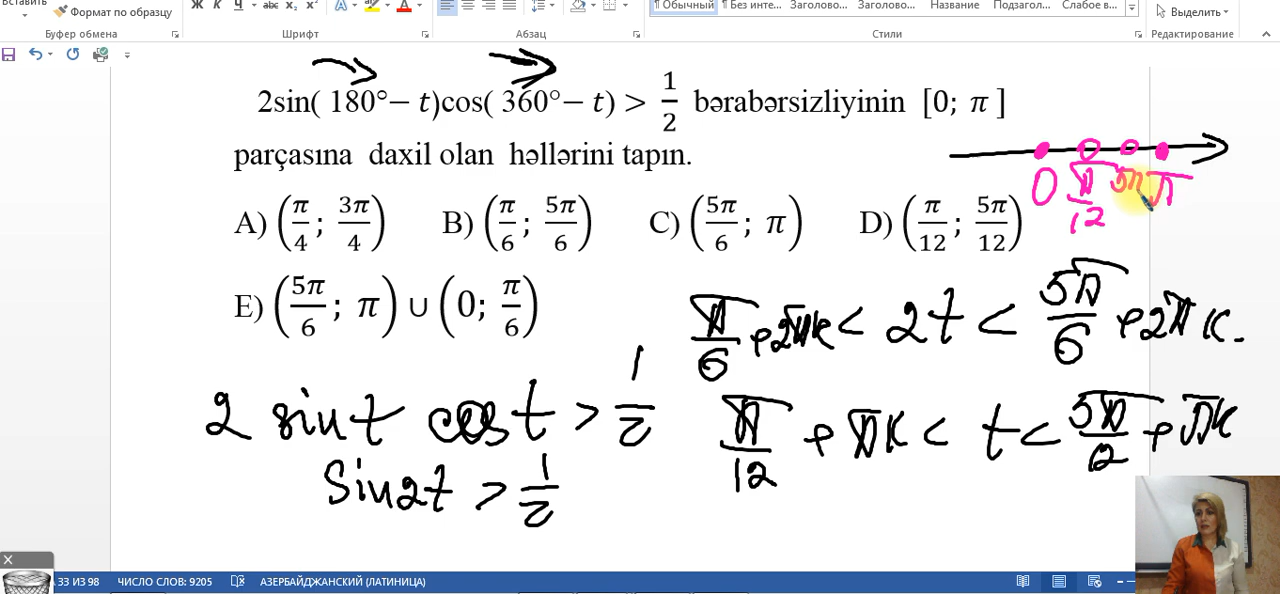 Вставить
Формат по образцу
Ж К Ч abc x₂ x² А А
¶ Обычный ¶ Без инте... Заголово... Заголово... Название Подзагол... Слабое в...
Выделить
Буфер обмена Шрифт Абзац Стили Редактирование
2sin( 180°− t)cos( 360°− t) > 1/2 bərabərsizliyinin [0; π ]
parçasına daxil olan həllərini tapın.
0 π/12 5π π
A) (π/4 ; 3π/4) B) (π/6 ; 5π/6) C) (5π/6 ; π) D) (π/12 ; 5π/12)
E) (5π/6 ; π) ∪ (0; π/6)
π/6 + 2πk < 2t < 5π/6 + 2πk.
2 sin t cos t > 1/2
π/12 + πk < t < 5π/12 + πk
Sin2t > 1/2
33 ИЗ 98 ЧИСЛО СЛОВ: 9205 АЗЕРБАЙДЖАНСКИЙ (ЛАТИНИЦА)